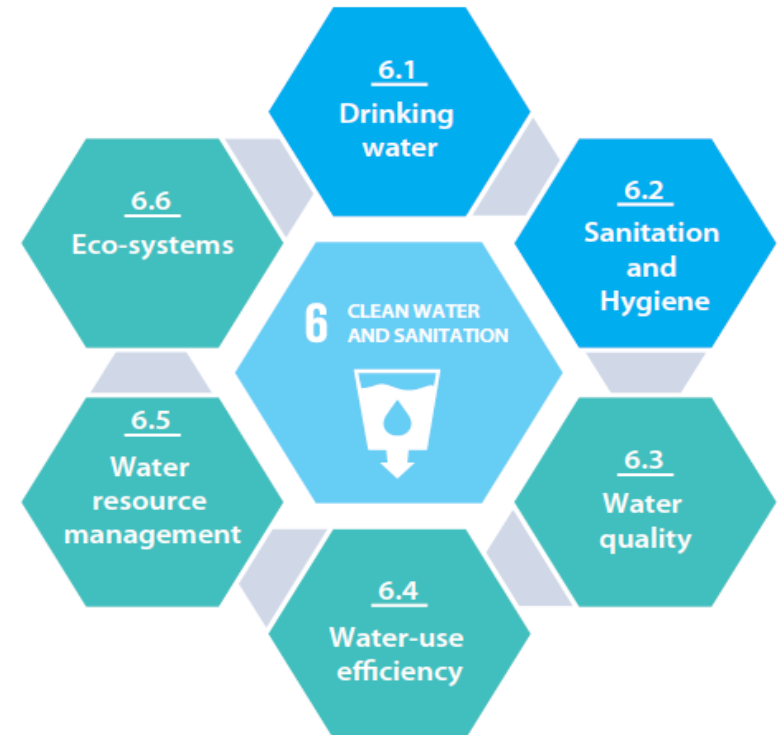 6.1
Drinking
water
6.2
Sanitation
and
Hygiene
6.3
Water
quality
6.4
Water-use
efficiency
6.5
Water
resource
management
6.6
Eco-systems
6 CLEAN WATER
AND SANITATION